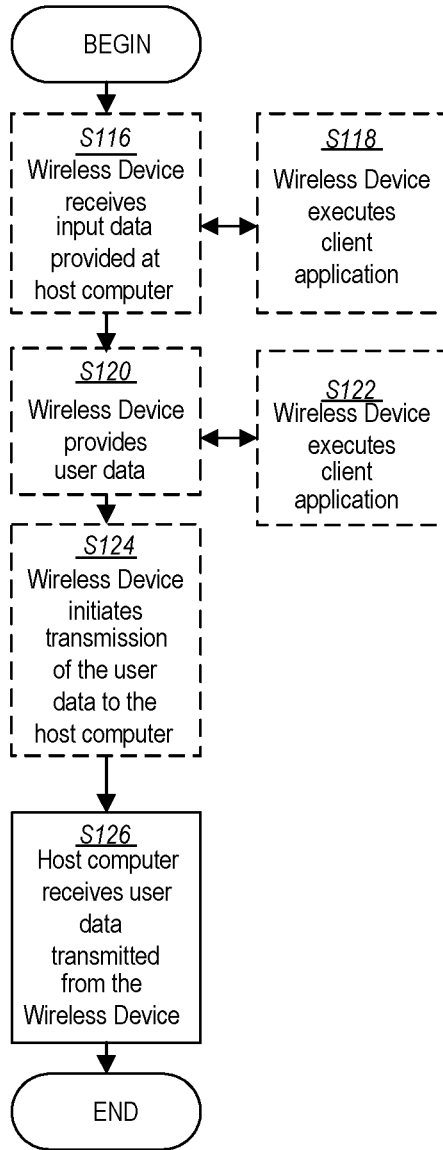 BEGIN
S116
Wireless Device
receives
input data
provided at
host computer
S118
Wireless Device
executes
client
application
S120
Wireless Device
provides
user data
S122
Wireless Device
executes
client
application
S124
Wireless Device
initiates
transmission
of the user
data to the
host computer
S126
Host computer
receives user
data
transmitted
from the
Wireless Device
END